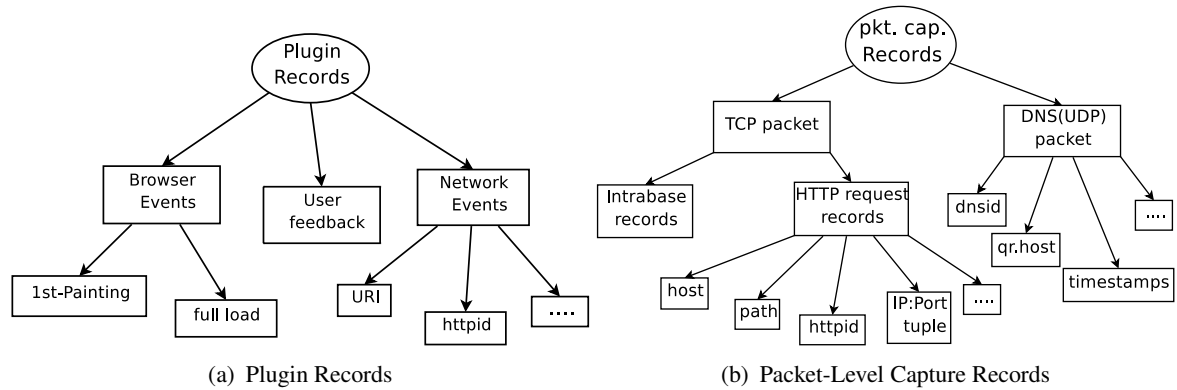 Plugin
Records
Browser
Events
User
feedback
Network
Events
1st-Painting
full load
URI
httpid
....
(a) Plugin Records
pkt. cap.
Records
TCP packet
DNS(UDP)
packet
Intrabase
records
HTTP request
records
dnsid
qr.host
timestamps
....
host
path
httpid
IP:Port
tuple
....
(b) Packet-Level Capture Records